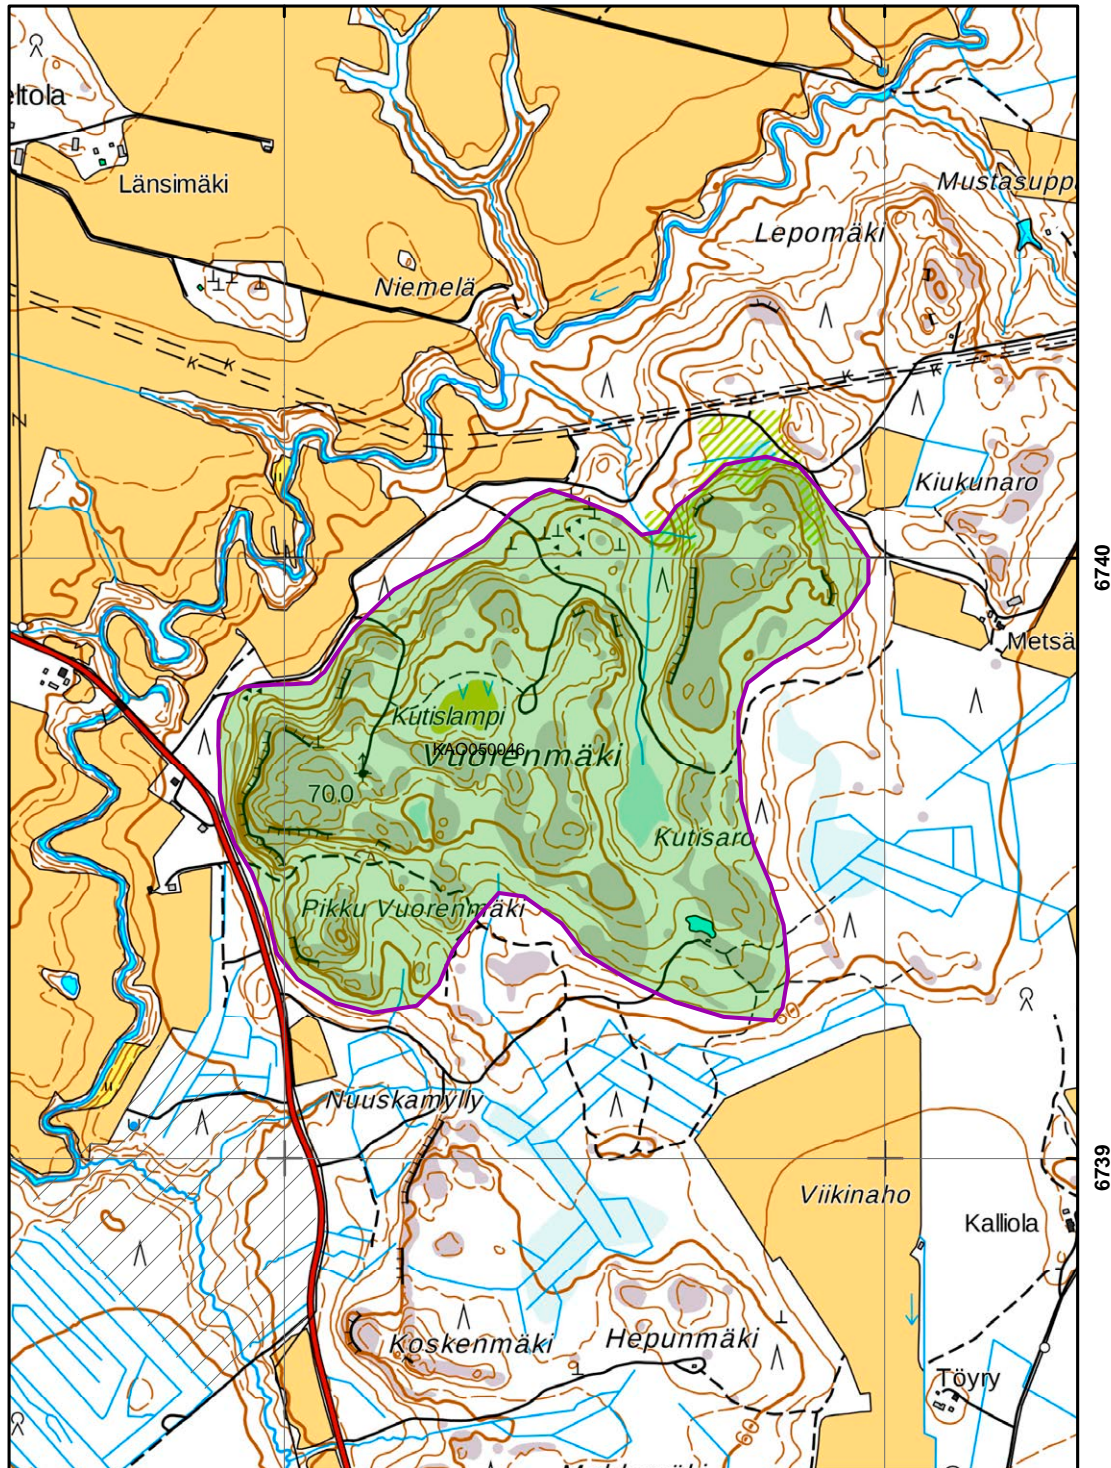 eltola
Länsimäki
Mustasuppa
Lepomäki
Niemelä
K
K
K
K
N
Kiukunaro
6740
Metsä
Kutislampi
KAO050046
Vuorenmäki
70.0
Kutisaro
Pikku Vuorenmäki
60
Nuuskamylly
6739
Viikinaho
Kalliola
Koskenmäki
Hepunmäki
Töyry
60